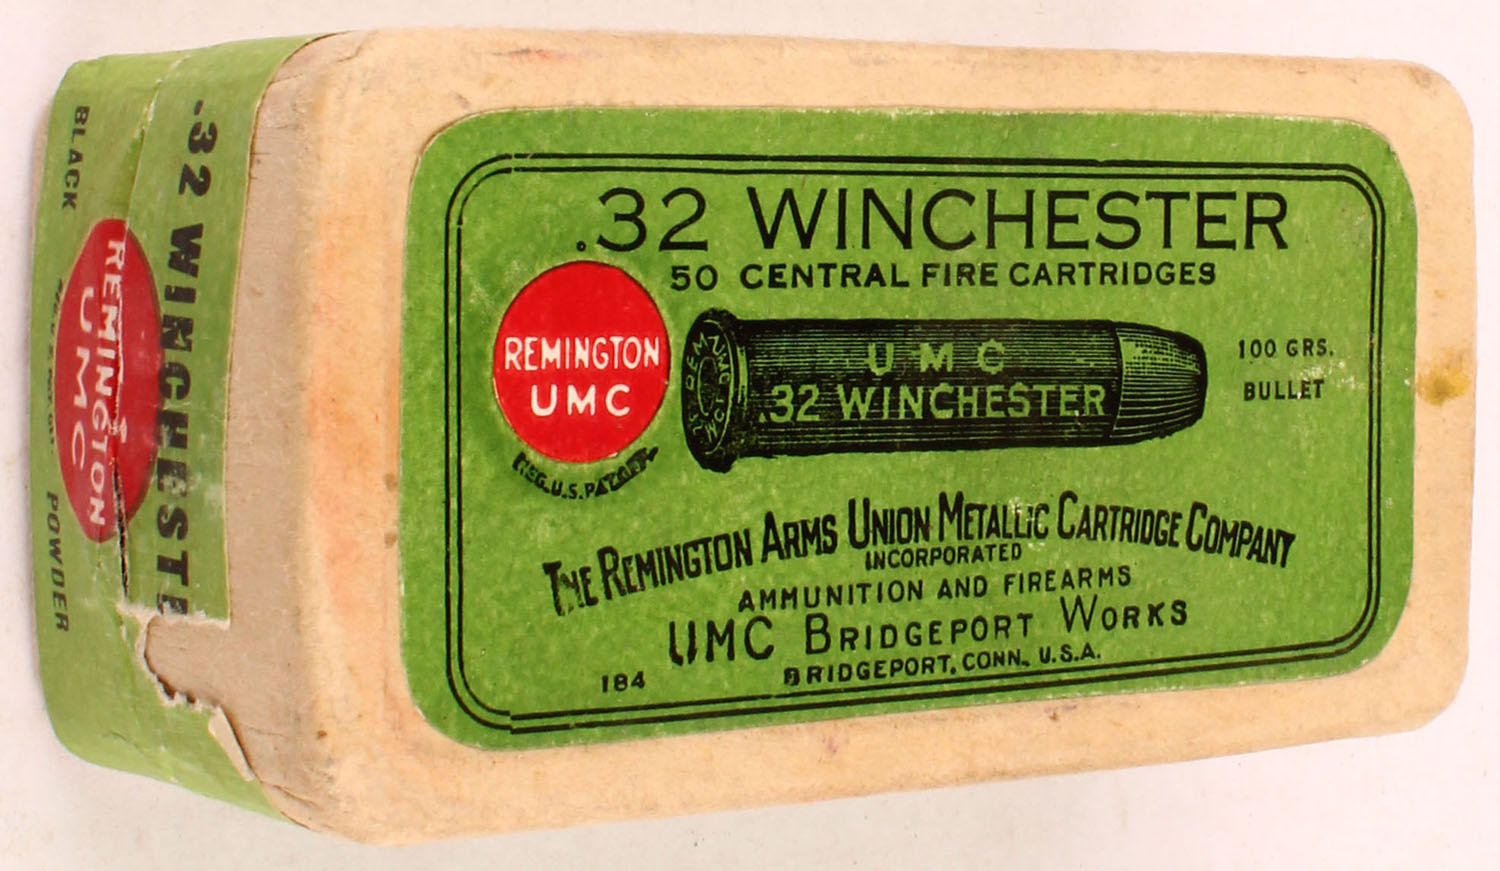 .32 WINCHESTER
50 CENTRAL FIRE CARTRIDGES
REMINGTON
UMC
REG. U.S. PAT. OFF.
REM-UMC
UMC
.32 WINCHESTER
100 GRS.
BULLET
THE REMINGTON ARMS UNION METALLIC CARTRIDGE COMPANY
INCORPORATED
AMMUNITION AND FIREARMS
UMC BRIDGEPORT WORKS
BRIDGEPORT, CONN., U.S.A.
184
.32 WINCHESTE
REMINGTON
UMC
BLACK
POWDER